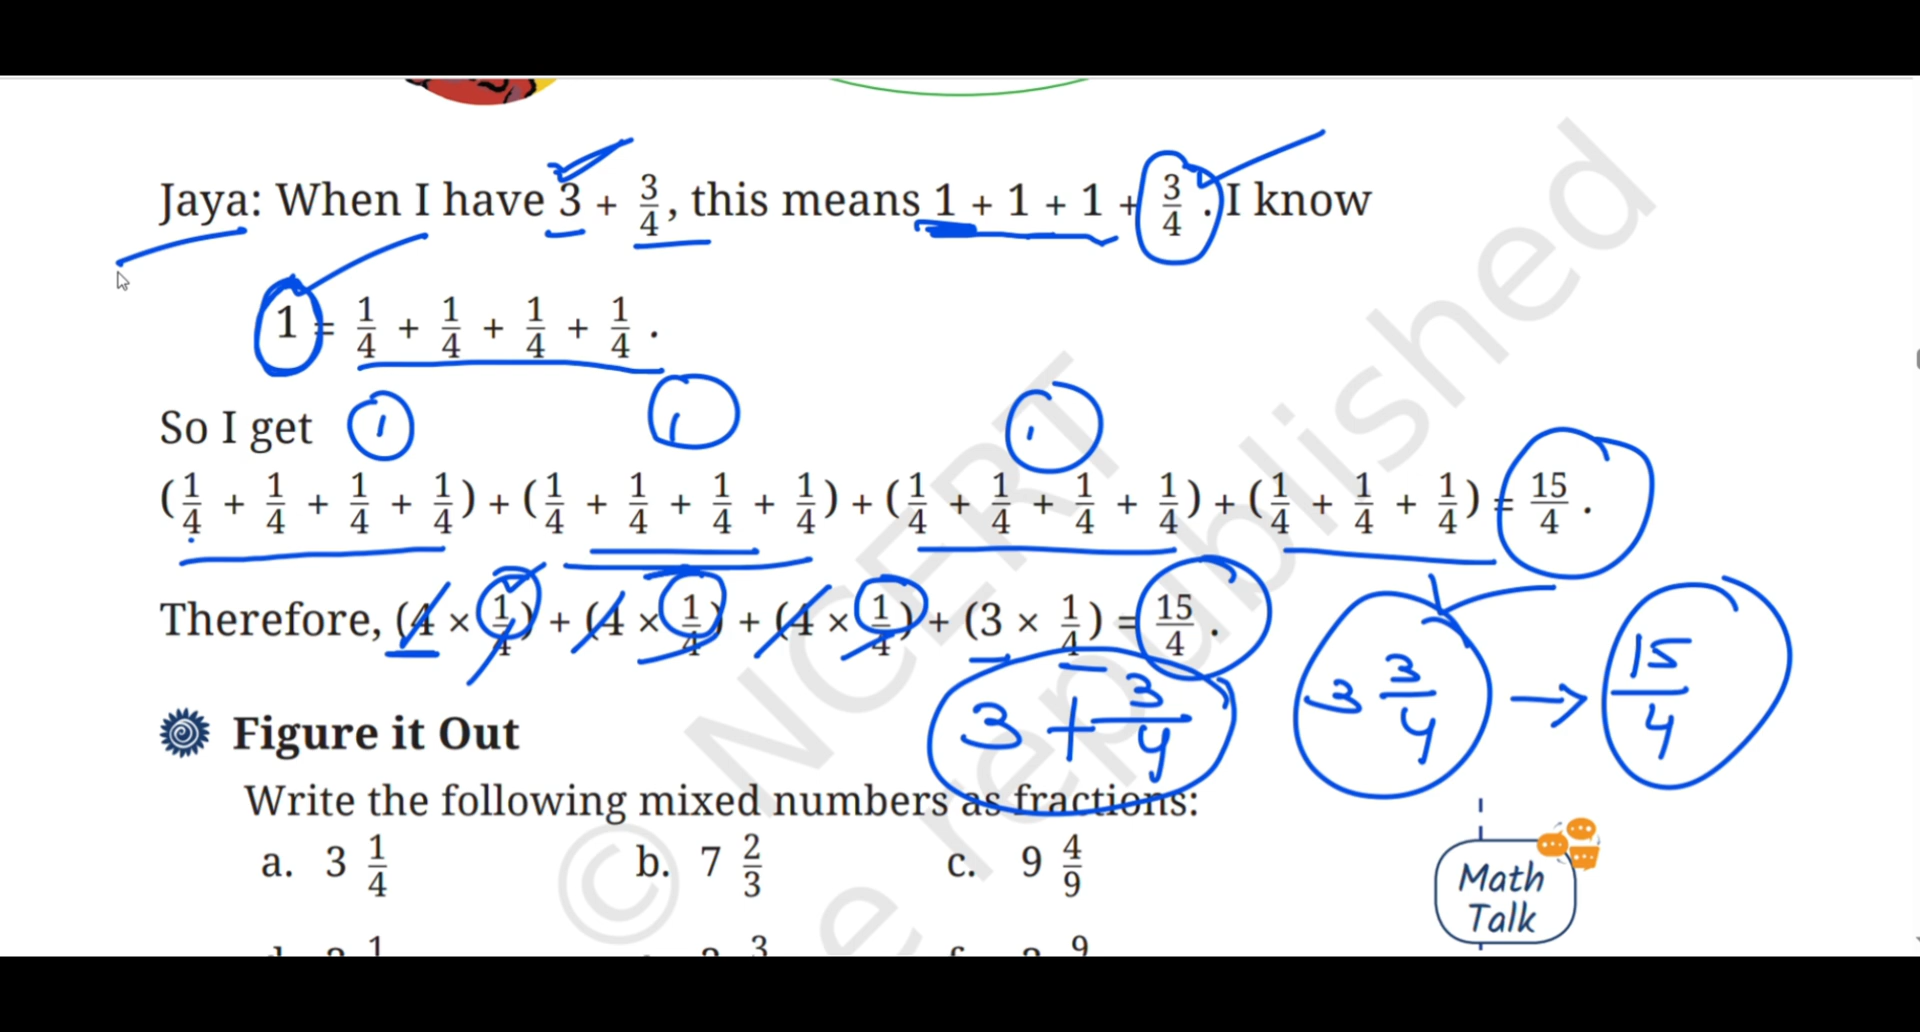 Jaya: When I have 3 + 3/4, this means 1 + 1 + 1 + 3/4. I know
1 = 1/4 + 1/4 + 1/4 + 1/4.
So I get 1 1 1
(1/4 + 1/4 + 1/4 + 1/4) + (1/4 + 1/4 + 1/4 + 1/4) + (1/4 + 1/4 + 1/4 + 1/4) + (1/4 + 1/4 + 1/4) = 15/4.
Therefore, (4 × 1/4) + (4 × 1/4) + (4 × 1/4) + (3 × 1/4) = 15/4.
3 + 3/4
3 3/4 → 15/4
Figure it Out
Write the following mixed numbers as fractions:
a. 3 1/4 b. 7 2/3 c. 9 4/9
Math
Talk
© NCERT
republished